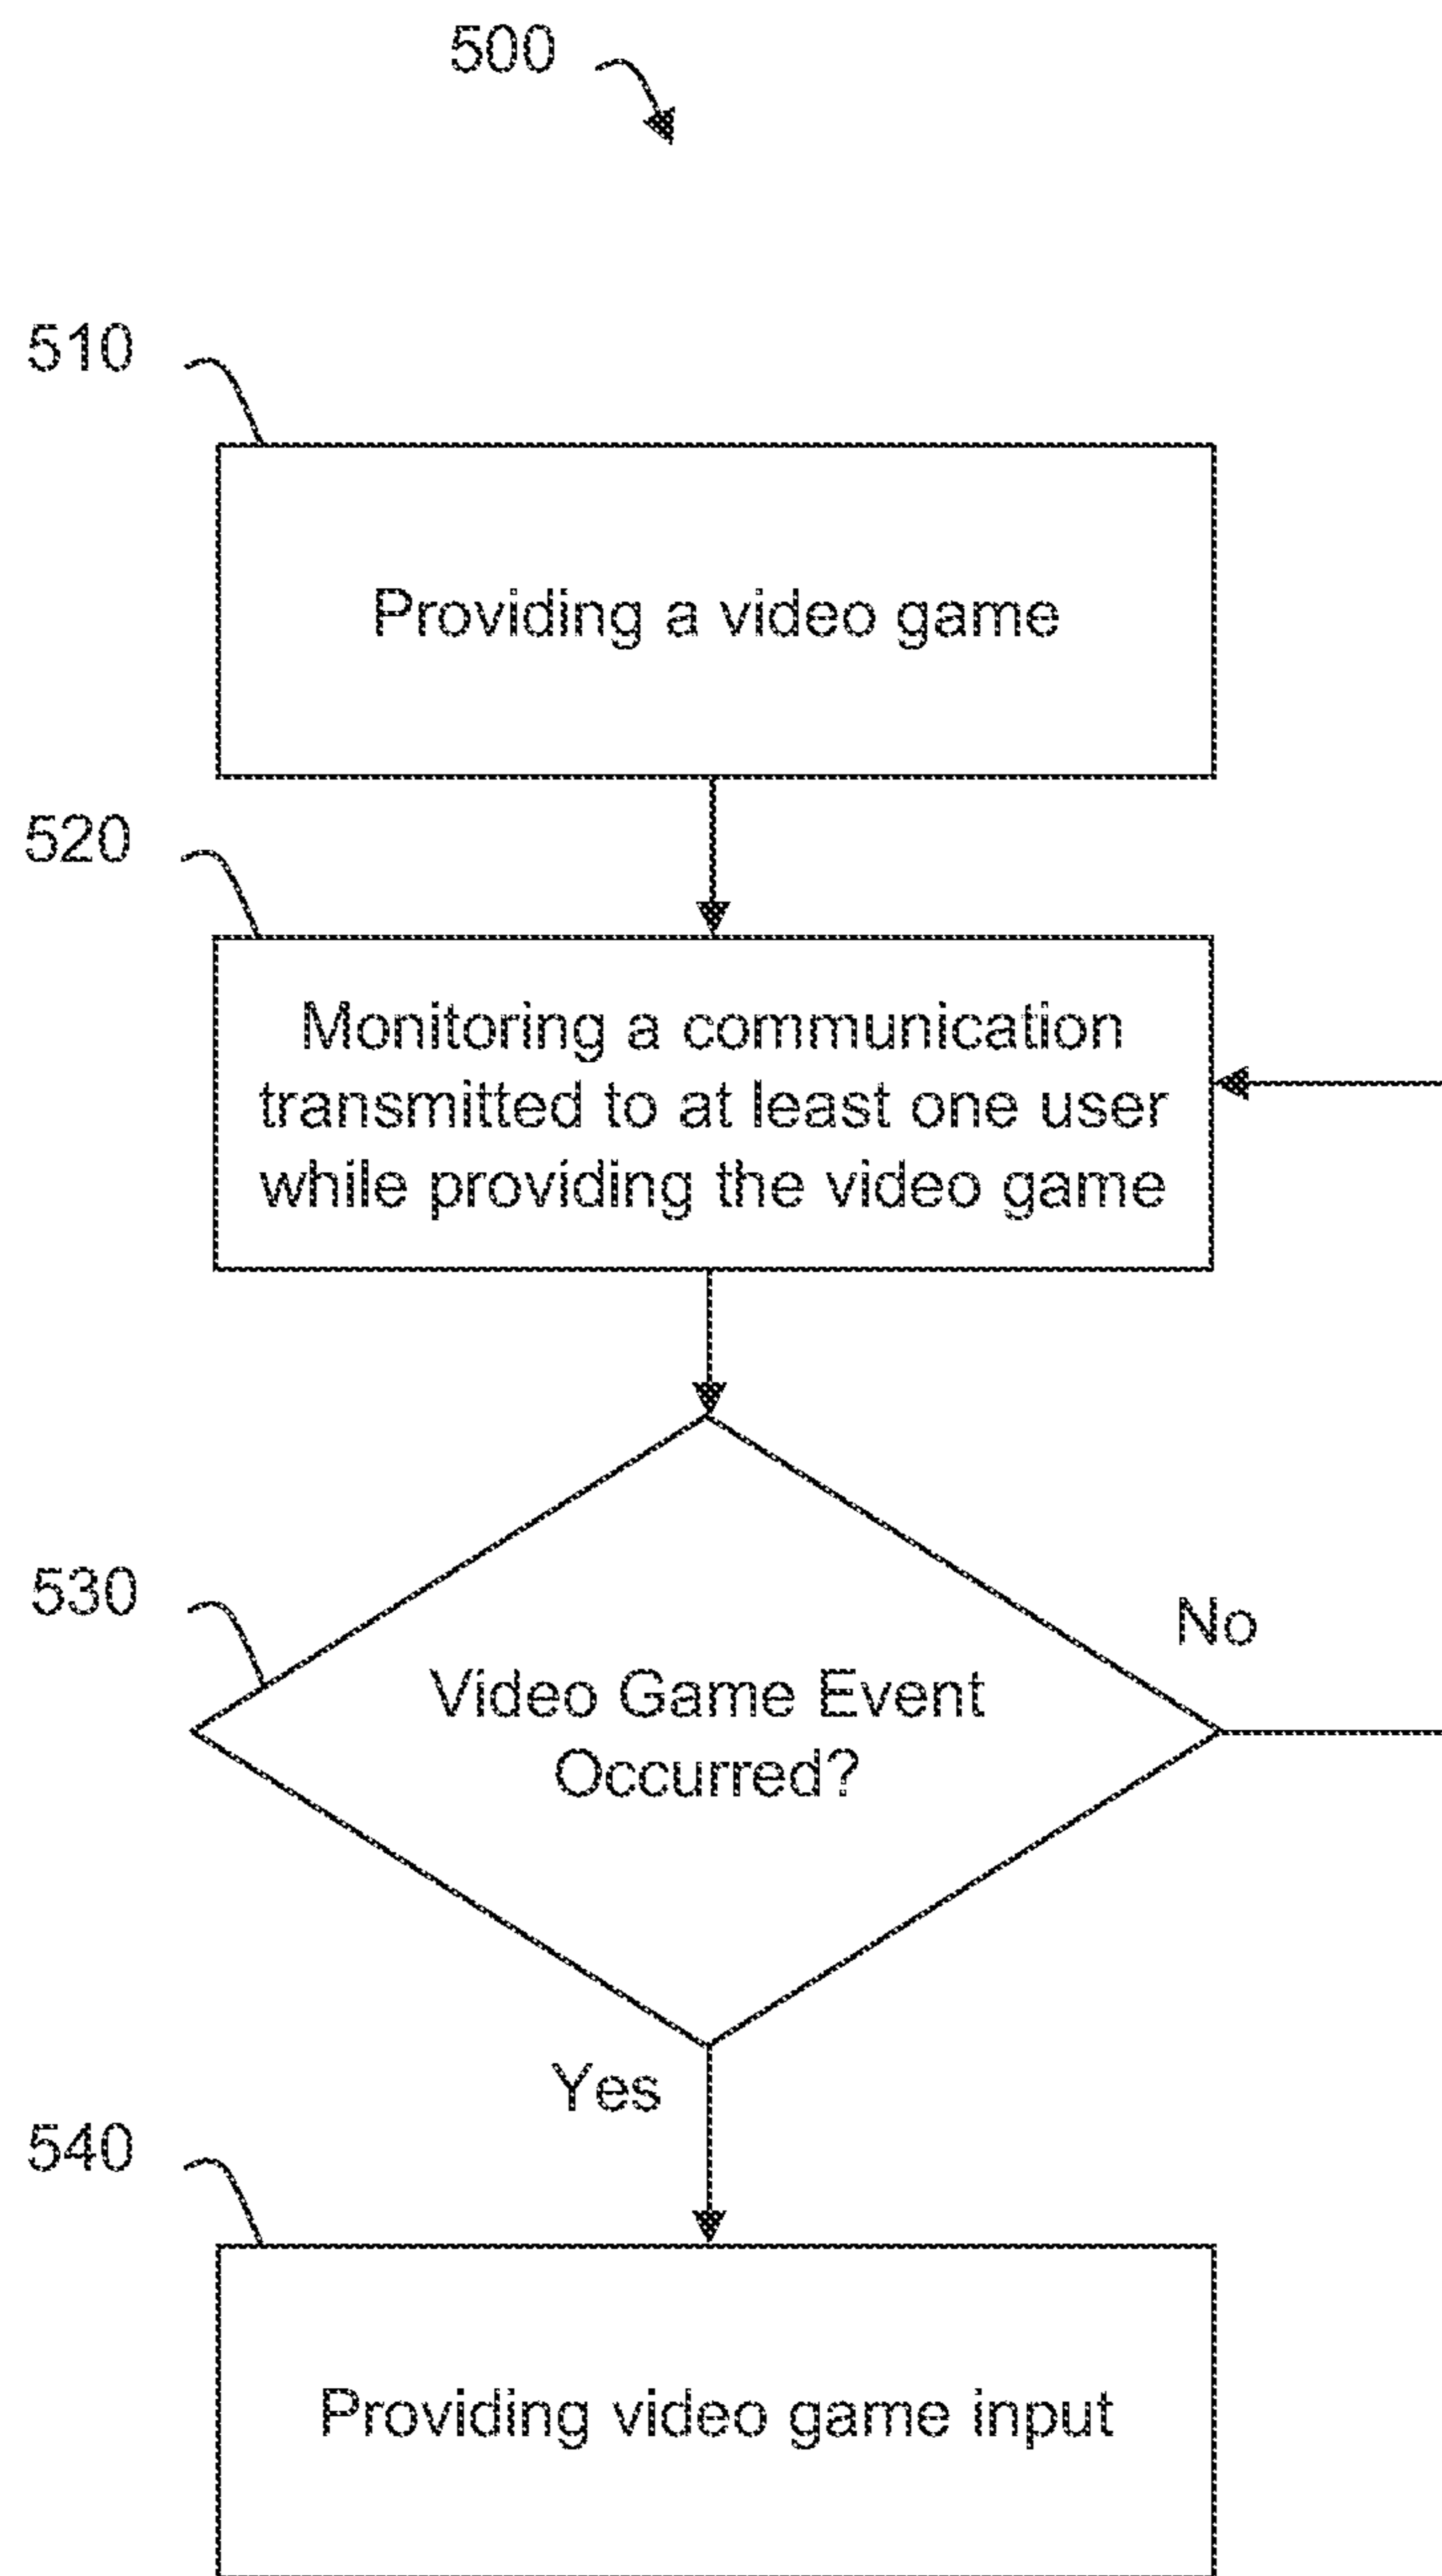 500
510
Providing a video game
520
Monitoring a communication
transmitted to at least one user
while providing the video game
530
No
Video Game Event
Occurred?
Yes
540
Providing video game input